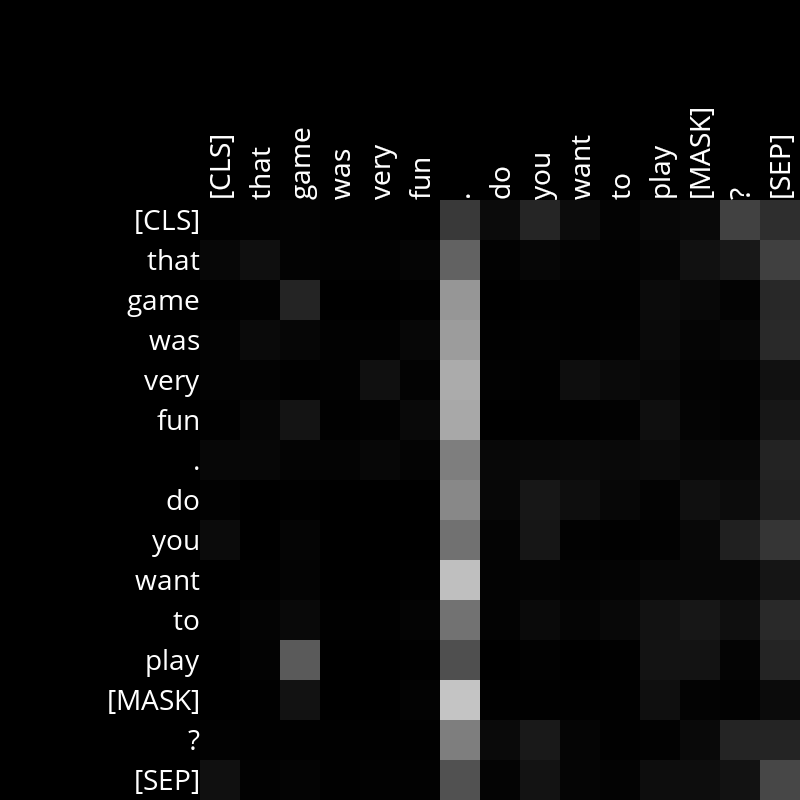 [CLS] that game was very fun . do you want to play [MASK] ? [SEP]
[CLS]
that
game
was
very
fun
.
do
you
want
to
play
[MASK]
?
[SEP]